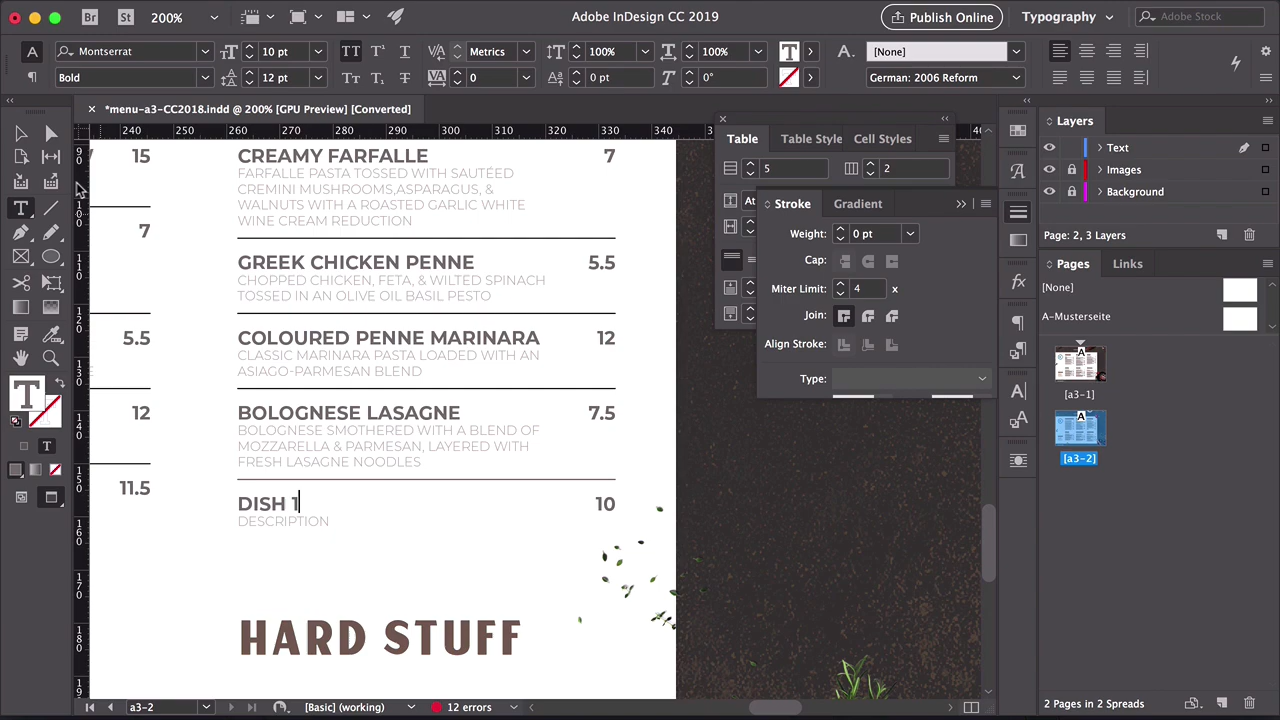 Br
St
200%
Adobe InDesign CC 2019
Publish Online
Typography
Adobe Stock
A
Montserrat
10 pt
Metrics
100%
100%
[None]
Bold
12 pt
0
0 pt
0°
German: 2006 Reform
*menu-a3-CC2018.indd @ 200% [GPU Preview] [Converted]
240 250 260 270 280 290 300 310 320 330 340
15
7
5.5
12
11.5
CREAMY FARFALLE 7
FARFALLE PASTA TOSSED WITH SAUTÉED
CREMINI MUSHROOMS,ASPARAGUS, &
WALNUTS WITH A ROASTED GARLIC WHITE
WINE CREAM REDUCTION
GREEK CHICKEN PENNE 5.5
CHOPPED CHICKEN, FETA, & WILTED SPINACH
TOSSED IN AN OLIVE OIL BASIL PESTO
COLOURED PENNE MARINARA 12
CLASSIC MARINARA PASTA LOADED WITH AN
ASIAGO-PARMESAN BLEND
BOLOGNESE LASAGNE 7.5
BOLOGNESE SMOTHERED WITH A BLEND OF
MOZZARELLA & PARMESAN, LAYERED WITH
FRESH LASAGNE NOODLES
DISH 1 10
DESCRIPTION
HARD STUFF
Table
Table Style
Cell Styles
5
2
At
Stroke
Gradient
Weight: 0 pt
Cap:
Miter Limit: 4 x
Join:
Align Stroke:
Type:
Layers
Text
Images
Background
Page: 2, 3 Layers
Pages
Links
[None]
A-Musterseite
A
[a3-1]
A
[a3-2]
2 Pages in 2 Spreads
a3-2
[Basic] (working)
12 errors